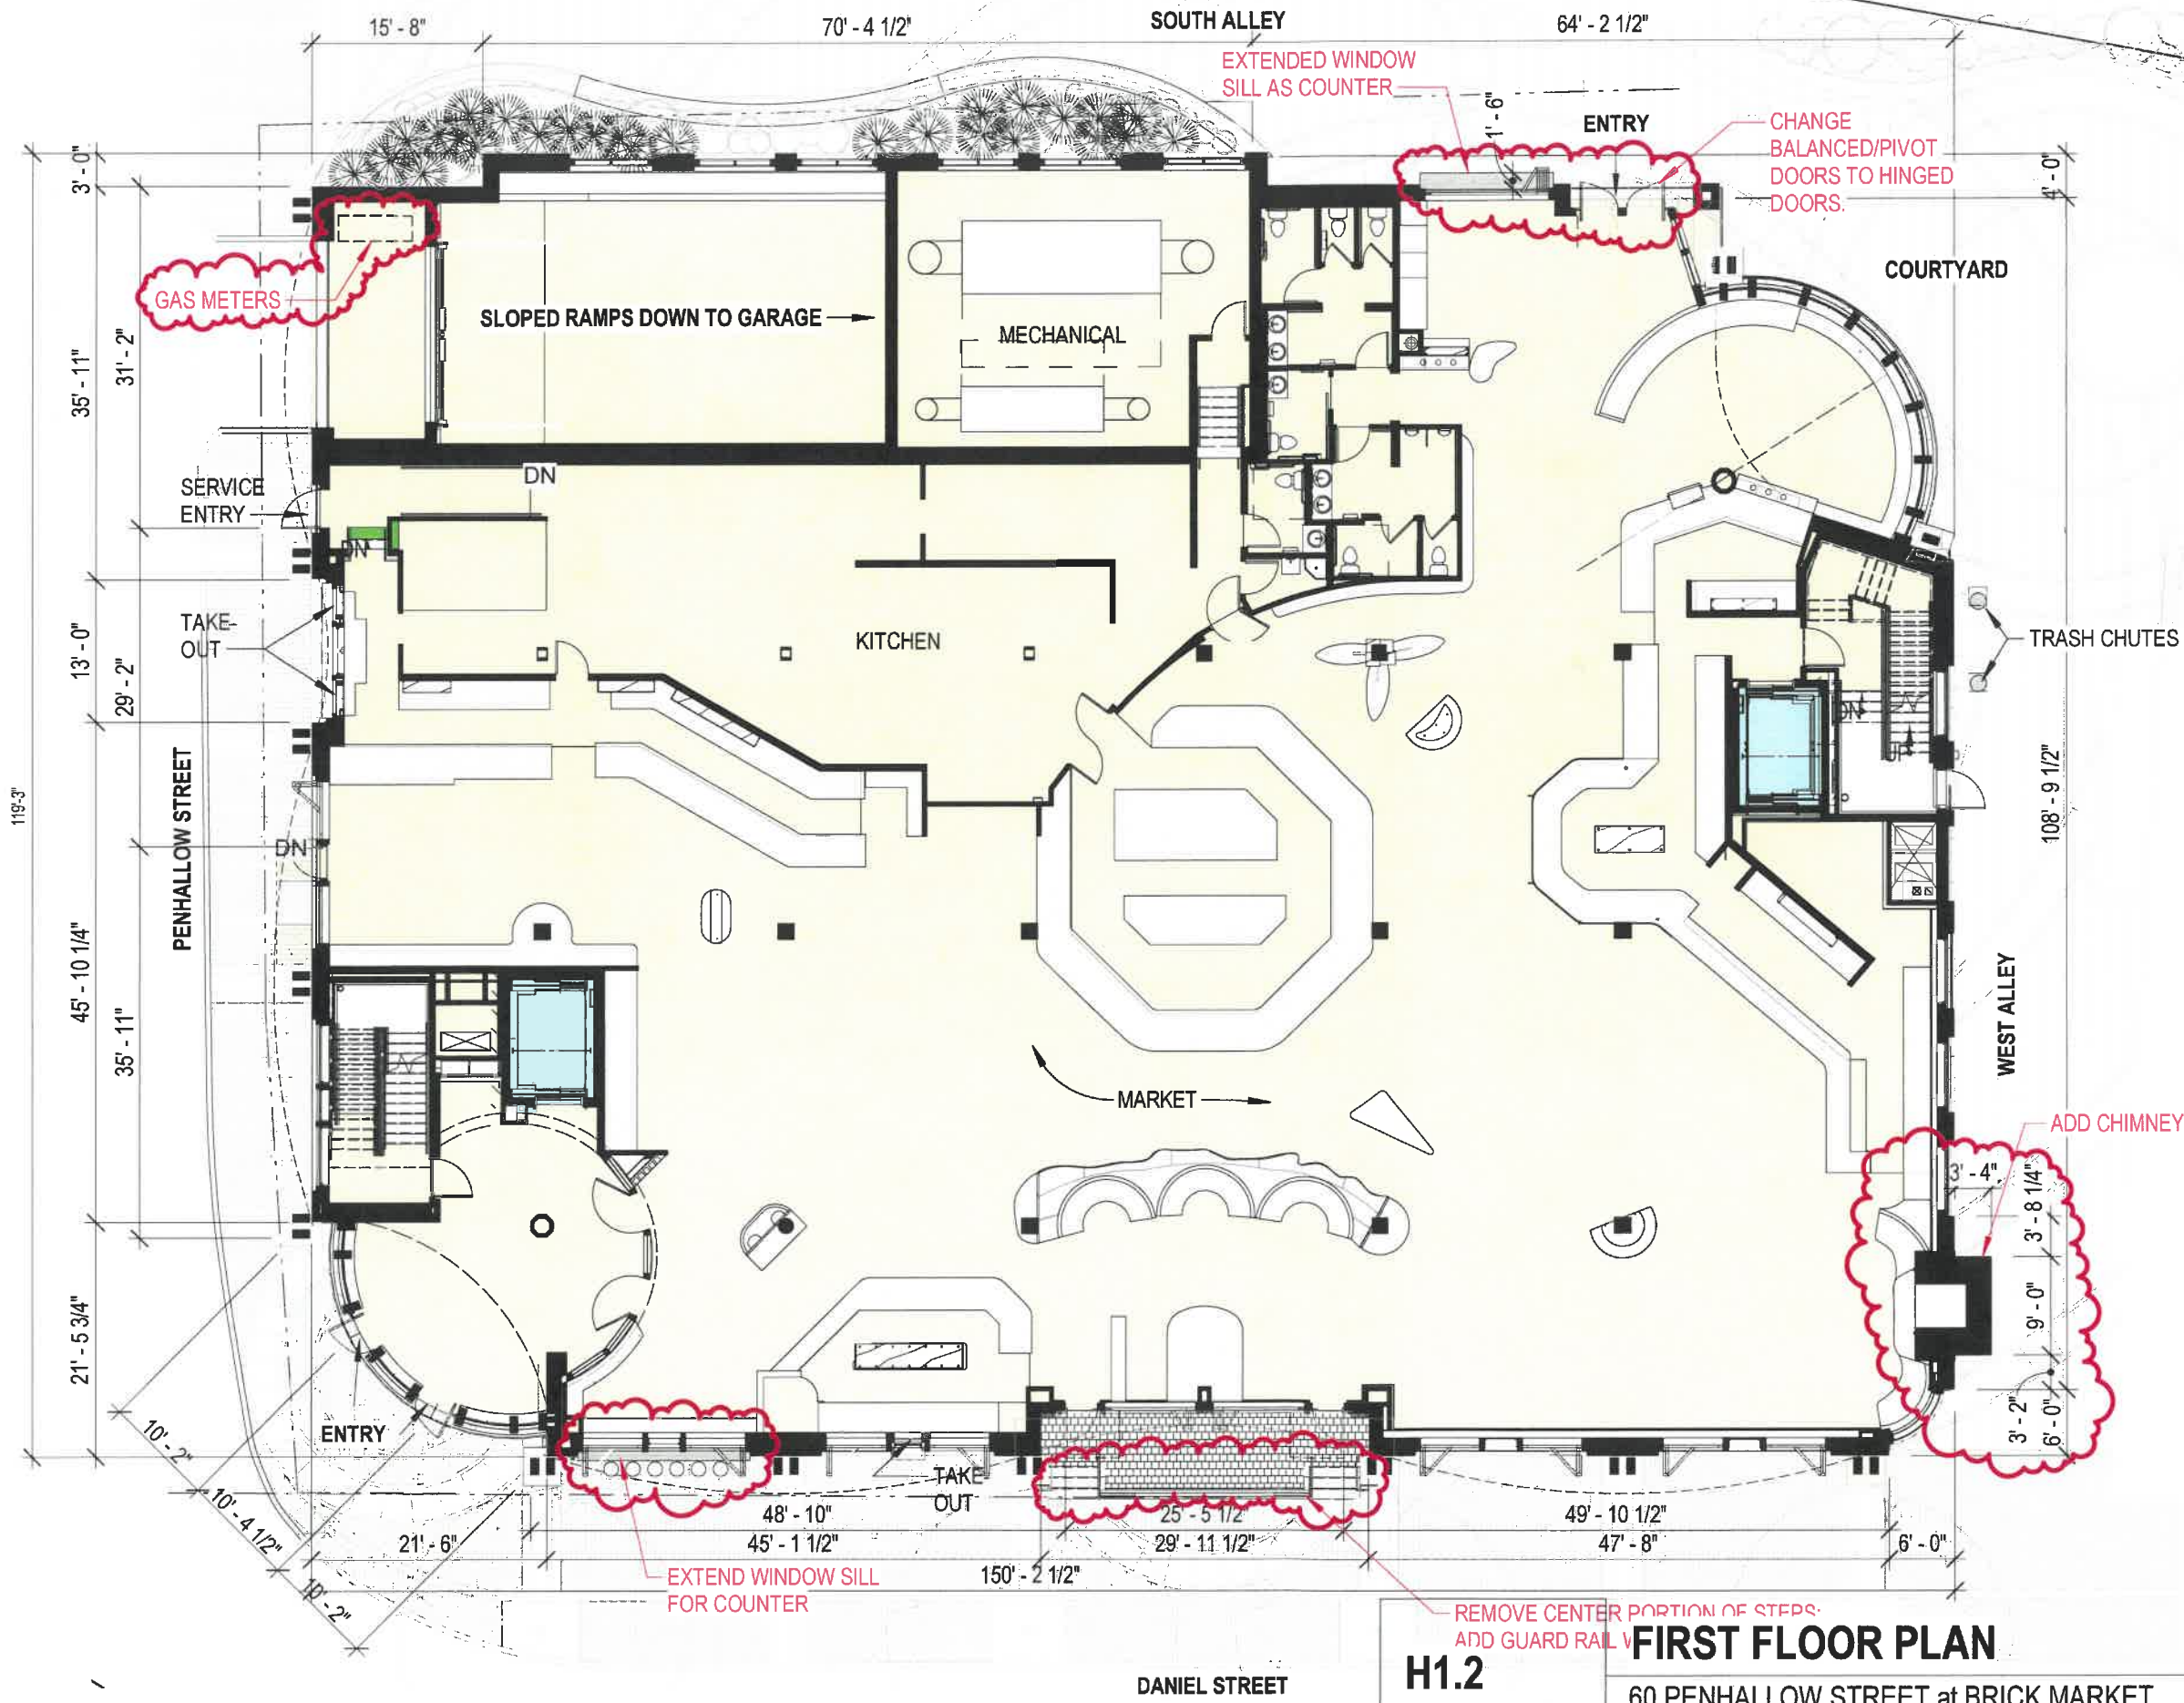 15' - 8"
70' - 4 1/2"
SOUTH ALLEY
64' - 2 1/2"
EXTENDED WINDOW
SILL AS COUNTER
1' - 6"
ENTRY
CHANGE
BALANCED/PIVOT
DOORS TO HINGED
DOORS.
3' - 0"
4' - 0"
COURTYARD
GAS METERS
SLOPED RAMPS DOWN TO GARAGE
MECHANICAL
35' - 11"
31' - 2"
DN
SERVICE
ENTRY
DN
TAKE-
OUT
KITCHEN
TRASH CHUTES
13' - 0"
29' - 2"
DN
UP
PENHALLOW STREET
119'-3"
108' - 9 1/2"
DN
45' - 10 1/4"
35' - 11"
WEST ALLEY
MARKET
ADD CHIMNEY
3' - 4"
3' - 8 1/4"
9' - 0"
21' - 5 3/4"
3' - 2"
6' - 0"
ENTRY
10' - 2"
10' - 4 1/2"
10' - 2"
TAKE
OUT
48' - 10"
25' - 5 1/2"
49' - 10 1/2"
21' - 6"
45' - 1 1/2"
29' - 11 1/2"
47' - 8"
6' - 0"
150' - 2 1/2"
EXTEND WINDOW SILL
FOR COUNTER
REMOVE CENTER PORTION OF STEPS;
ADD GUARD RAIL
FIRST FLOOR PLAN
H1.2
DANIEL STREET
60 PENHALLOW STREET at BRICK MARKET